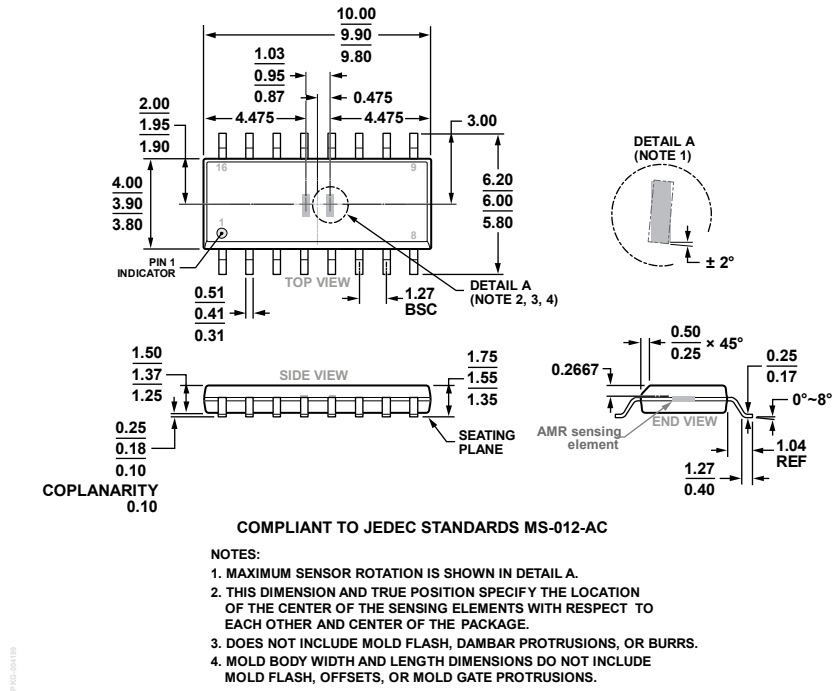 10.00
9.90
9.80
1.03
0.95
0.87
0.475
4.475
4.475
3.00
2.00
1.95
1.90
4.00
3.90
3.80
16
9
1
8
6.20
6.00
5.80
PIN 1
INDICATOR
TOP VIEW
DETAIL A
(NOTE 2, 3, 4)
0.51
0.41
0.31
1.27
BSC
DETAIL A
(NOTE 1)
± 2°
1.50
1.37
1.25
SIDE VIEW
1.75
1.55
1.35
0.25
0.18
0.10
COPLANARITY
0.10
SEATING
PLANE
0.50
0.25
× 45°
0.2667
0.25
0.17
0°~8°
AMR sensing
element
END VIEW
1.04
REF
1.27
0.40
COMPLIANT TO JEDEC STANDARDS MS-012-AC
NOTES:
1. MAXIMUM SENSOR ROTATION IS SHOWN IN DETAIL A.
2. THIS DIMENSION AND TRUE POSITION SPECIFY THE LOCATION
OF THE CENTER OF THE SENSING ELEMENTS WITH RESPECT TO
EACH OTHER AND CENTER OF THE PACKAGE.
3. DOES NOT INCLUDE MOLD FLASH, DAMBAR PROTRUSIONS, OR BURRS.
4. MOLD BODY WIDTH AND LENGTH DIMENSIONS DO NOT INCLUDE
MOLD FLASH, OFFSETS, OR MOLD GATE PROTRUSIONS.